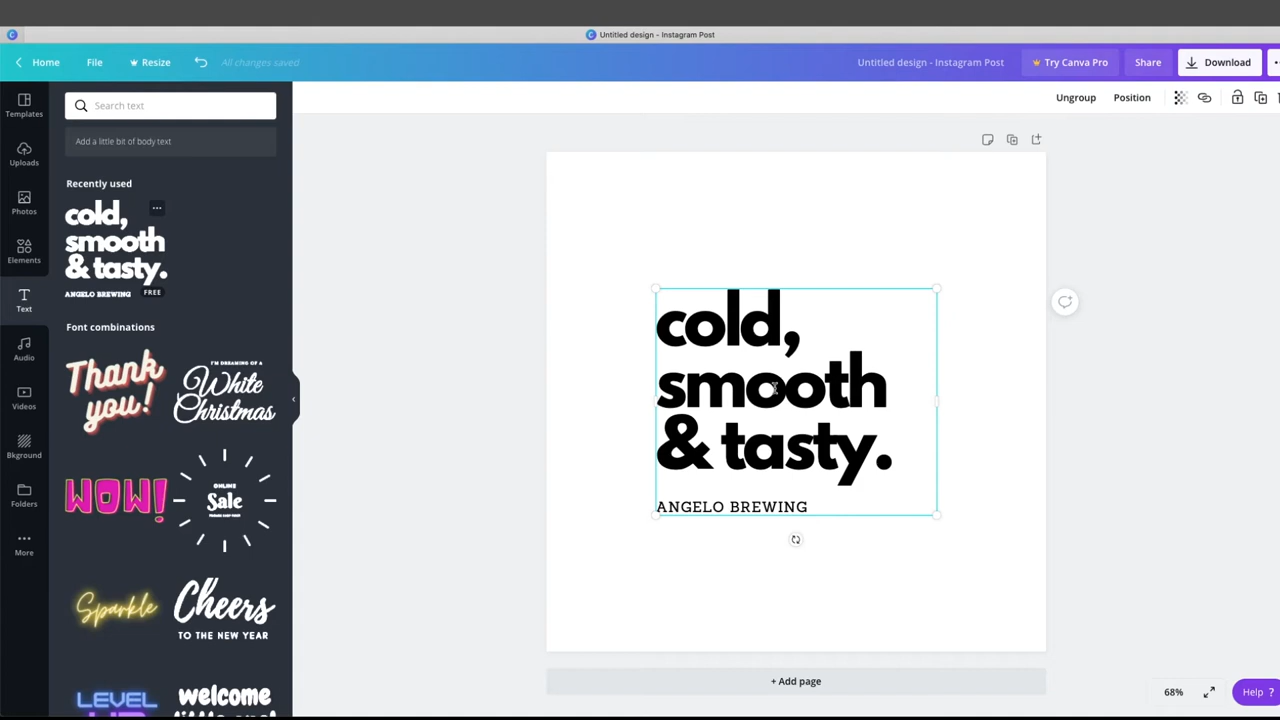 Untitled design - Instagram Post
Home
File
Resize
All changes saved
Untitled design - Instagram Post
Try Canva Pro
Share
Download
Ungroup
Position
Templates
Uploads
Photos
Elements
Text
Audio
Videos
Bkground
Folders
More
Search text
Add a little bit of body text
Recently used
cold,
smooth
& tasty.
ANGELO BREWING
FREE
Font combinations
Thank
you!
I'M DREAMING OF A
White
Christmas
WOW!
ONLINE
Sale
Sparkle
Cheers
TO THE NEW YEAR
LEVEL
welcome
cold,
smooth
& tasty.
ANGELO BREWING
+ Add page
68%
Help ?